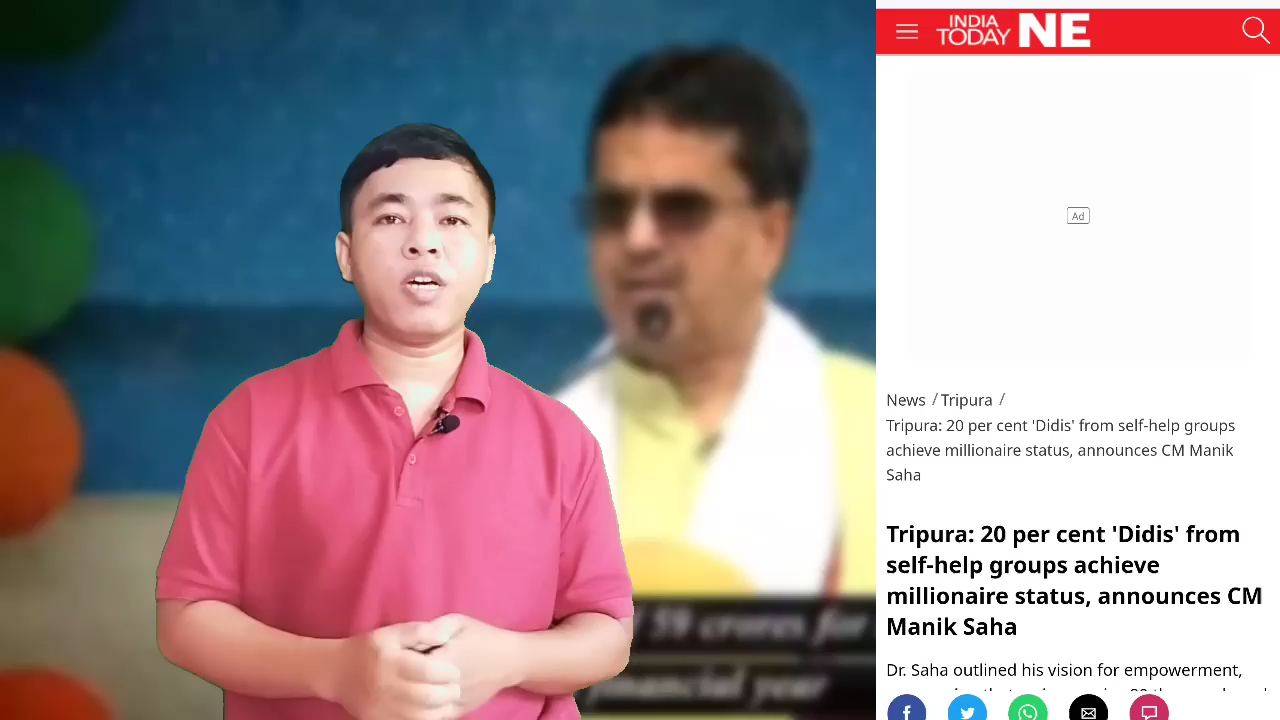 59 crores for
financial year
INDIA
TODAY NE
Ad
News / Tripura /
Tripura: 20 per cent 'Didis' from self-help groups
achieve millionaire status, announces CM Manik
Saha
Tripura: 20 per cent 'Didis' from
self-help groups achieve
millionaire status, announces CM
Manik Saha
Dr. Saha outlined his vision for empowerment,